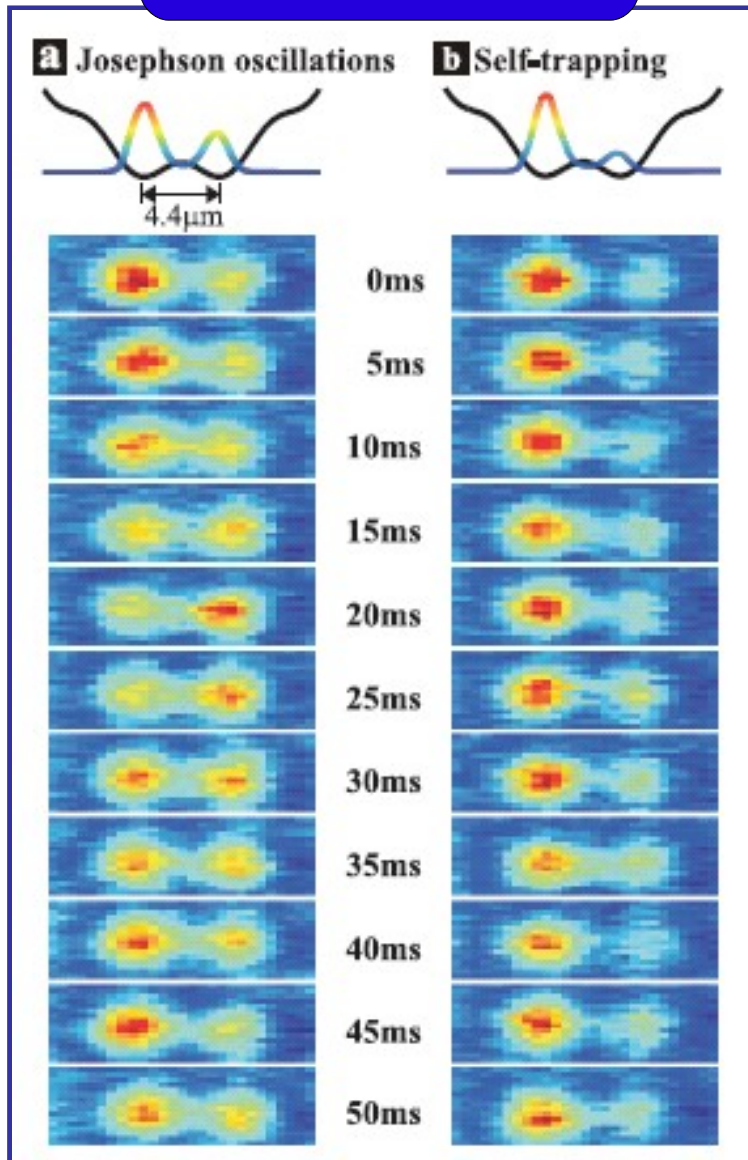 a Josephson oscillations
b Self-trapping
4.4μm
0ms
5ms
10ms
15ms
20ms
25ms
30ms
35ms
40ms
45ms
50ms